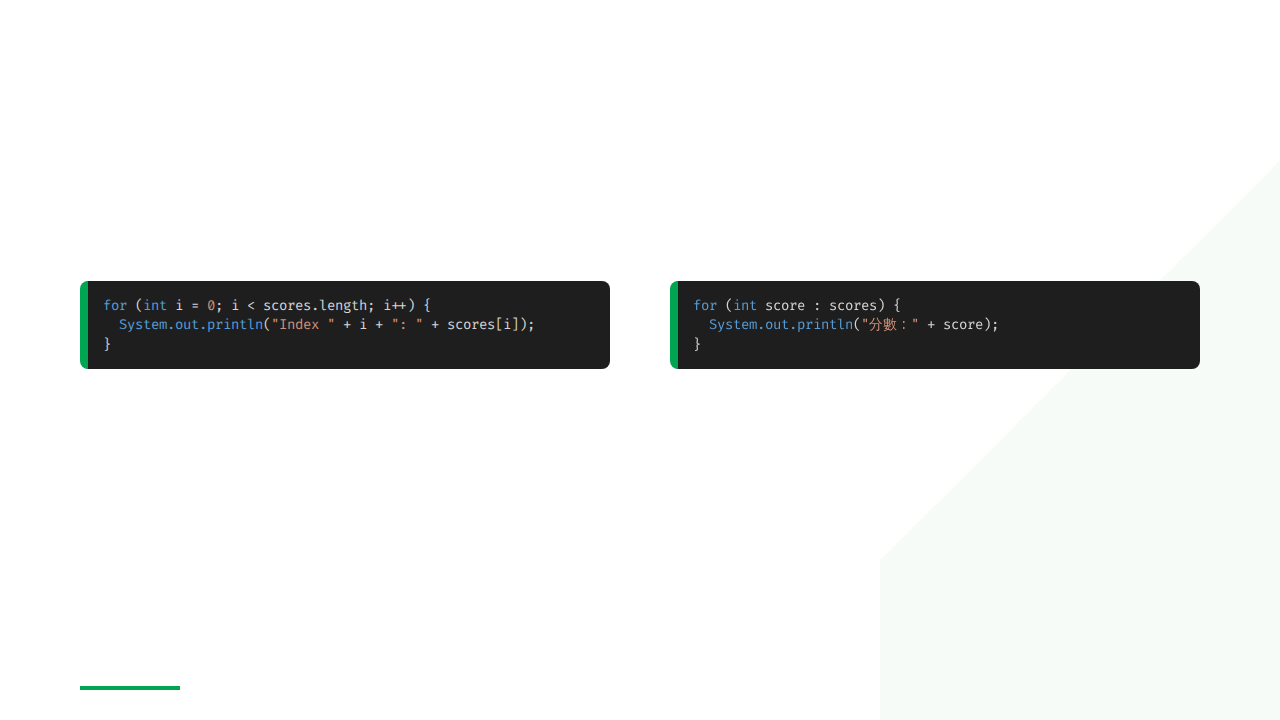 for (int i = 0; i < scores.length; i++) {
  System.out.println("Index " + i + ": " + scores[i]);
}
for (int score : scores) {
  System.out.println("分數：" + score);
}